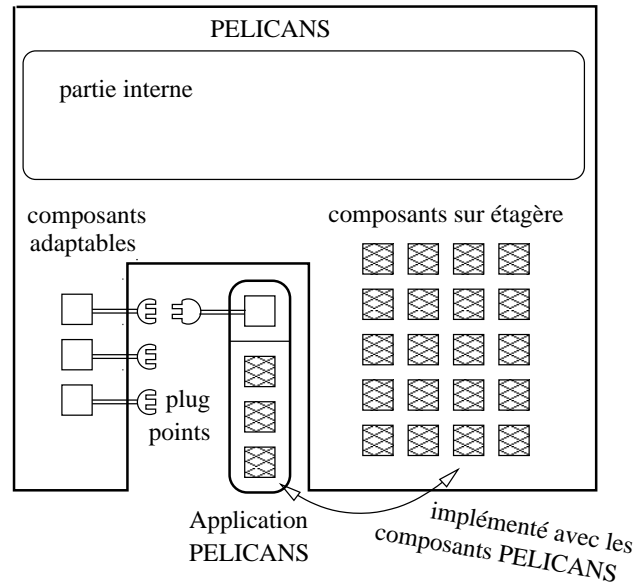 PELICANS
partie interne
composants
adaptables
composants sur étagère
plug
points
Application
PELICANS
implémenté avec les
composants PELICANS